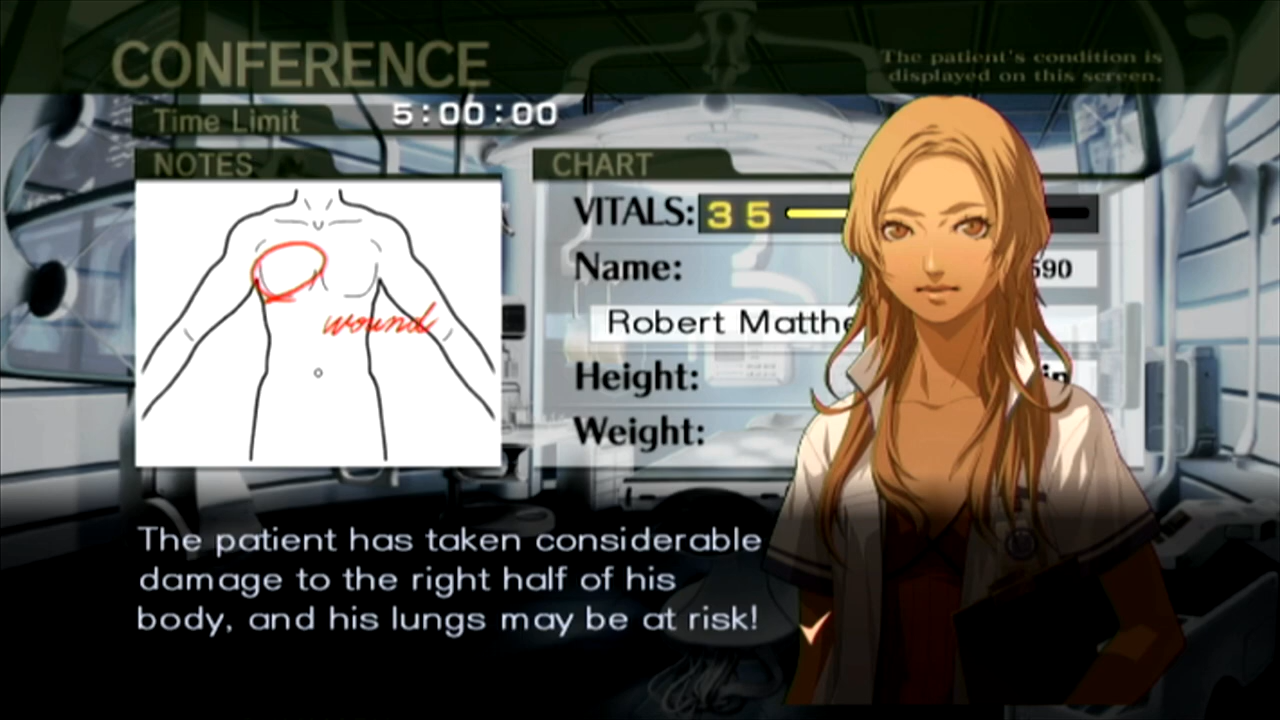 CONFERENCE
The patient's condition is
displayed on this screen.
Time Limit 5:00:00
NOTES
wound
CHART
VITALS: 35
Name: 590
Robert Matthe
Height: in
Weight:
The patient has taken considerable
damage to the right half of his
body, and his lungs may be at risk!